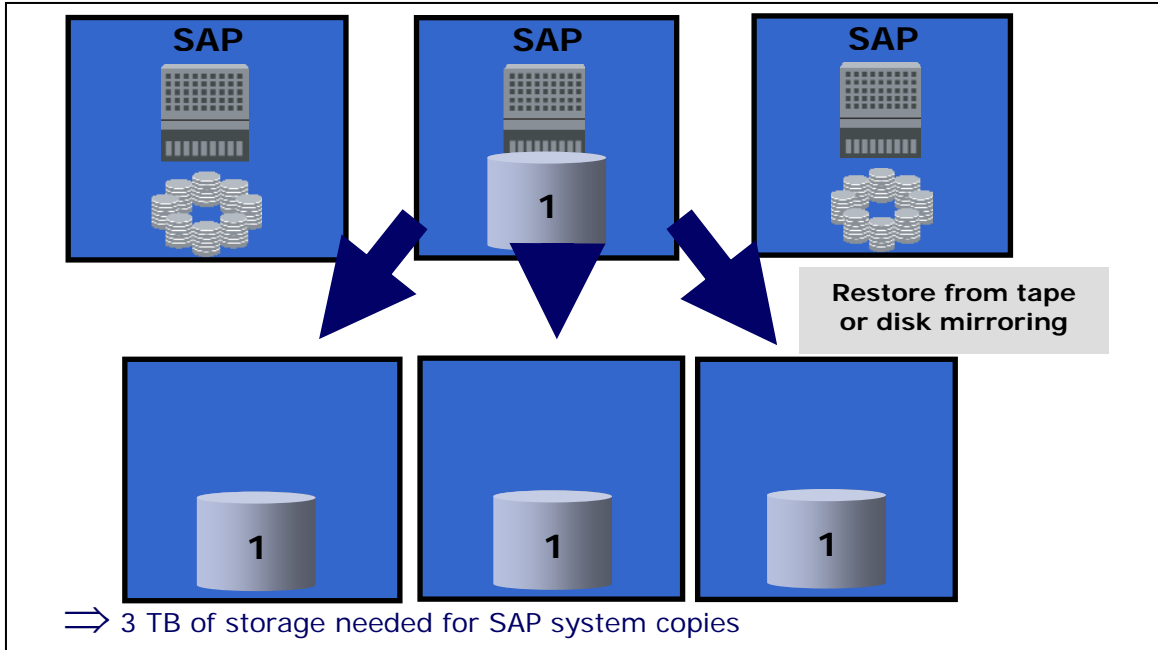 SAP
SAP
SAP
1
Restore from tape
or disk mirroring
1
1
1
⇒ 3 TB of storage needed for SAP system copies